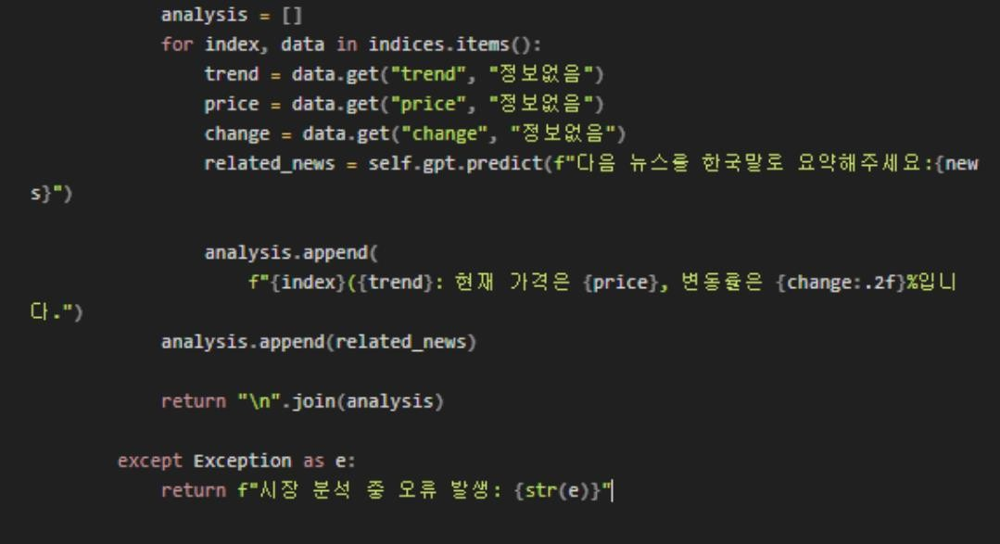 analysis = []
for index, data in indices.items():
trend = data.get("trend", "정보없음")
price = data.get("price", "정보없음")
change = data.get("change", "정보없음")
related_news = self.gpt.predict(f"다음 뉴스를 한국말로 요약해주세요:{new
s}")
analysis.append(
f"{index}({trend}: 현재 가격은 {price}, 변동률은 {change:.2f}%입니
다.")
analysis.append(related_news)
return "\n".join(analysis)
except Exception as e:
return f"시장 분석 중 오류 발생: {str(e)}"